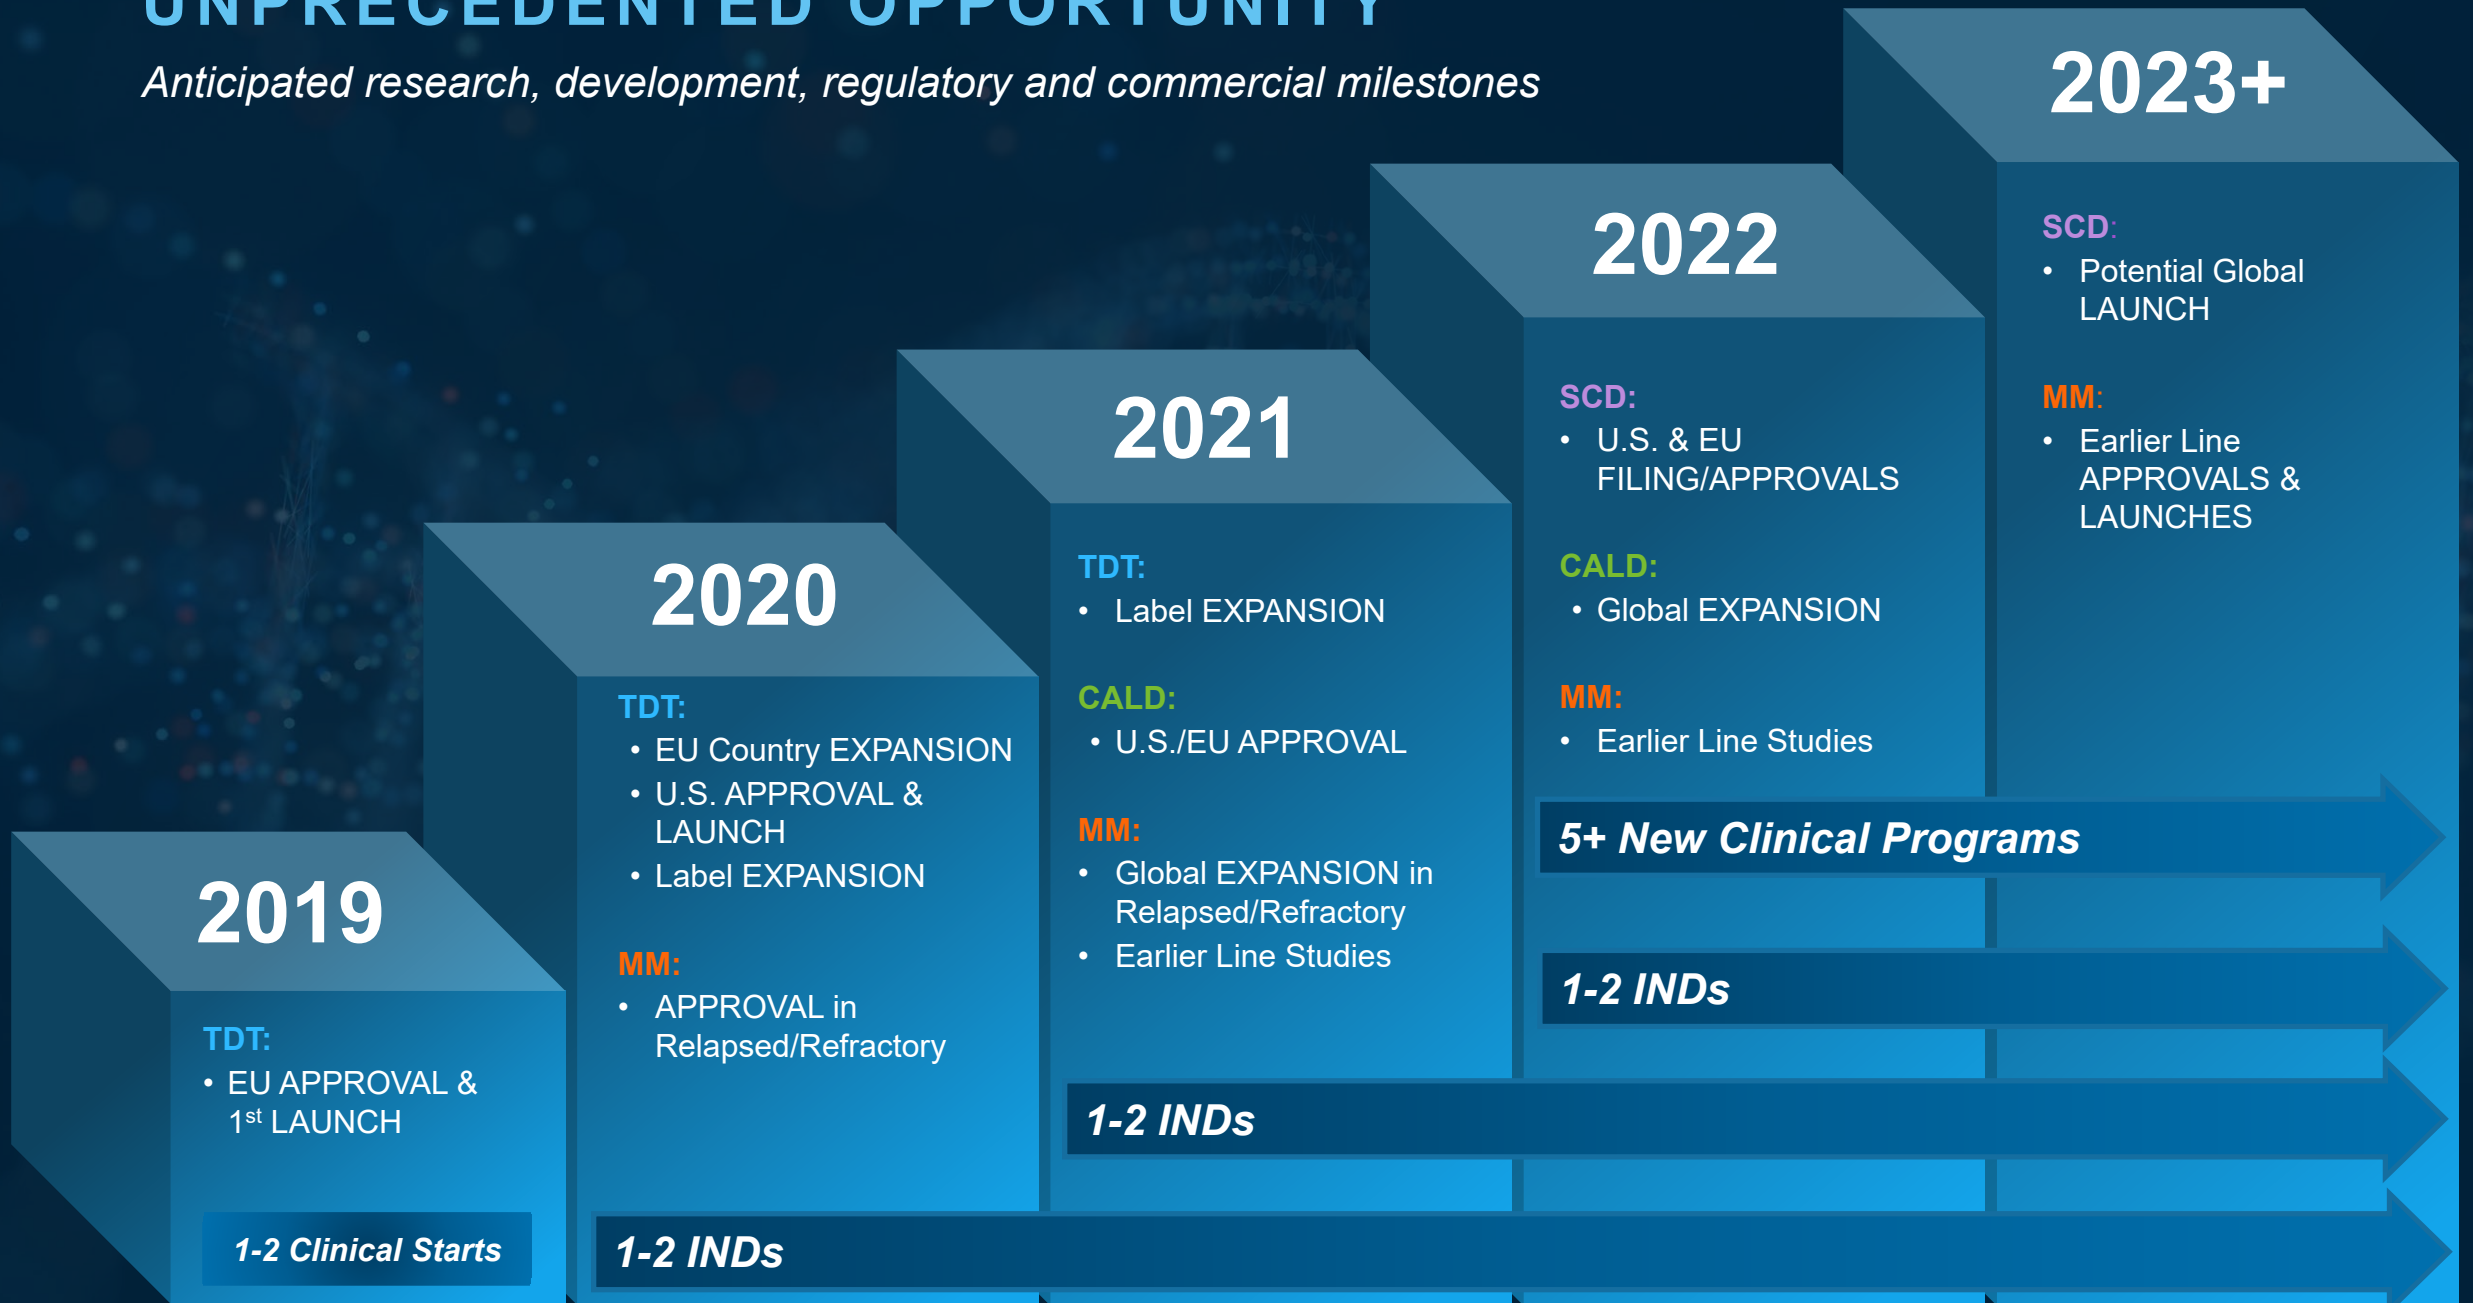 UNPRECEDENTED OPPORTUNITY
Anticipated research, development, regulatory and commercial milestones
2019
TDT:
• EU APPROVAL &
1st LAUNCH
1-2 Clinical Starts
2020
TDT:
• EU Country EXPANSION
• U.S. APPROVAL &
LAUNCH
• Label EXPANSION
MM:
• APPROVAL in
Relapsed/Refractory
1-2 INDs
2021
TDT:
• Label EXPANSION
CALD:
• U.S./EU APPROVAL
MM:
• Global EXPANSION in
Relapsed/Refractory
• Earlier Line Studies
1-2 INDs
2022
SCD:
• U.S. & EU
FILING/APPROVALS
CALD:
• Global EXPANSION
MM:
• Earlier Line Studies
5+ New Clinical Programs
1-2 INDs
2023+
SCD:
• Potential Global
LAUNCH
MM:
• Earlier Line
APPROVALS &
LAUNCHES